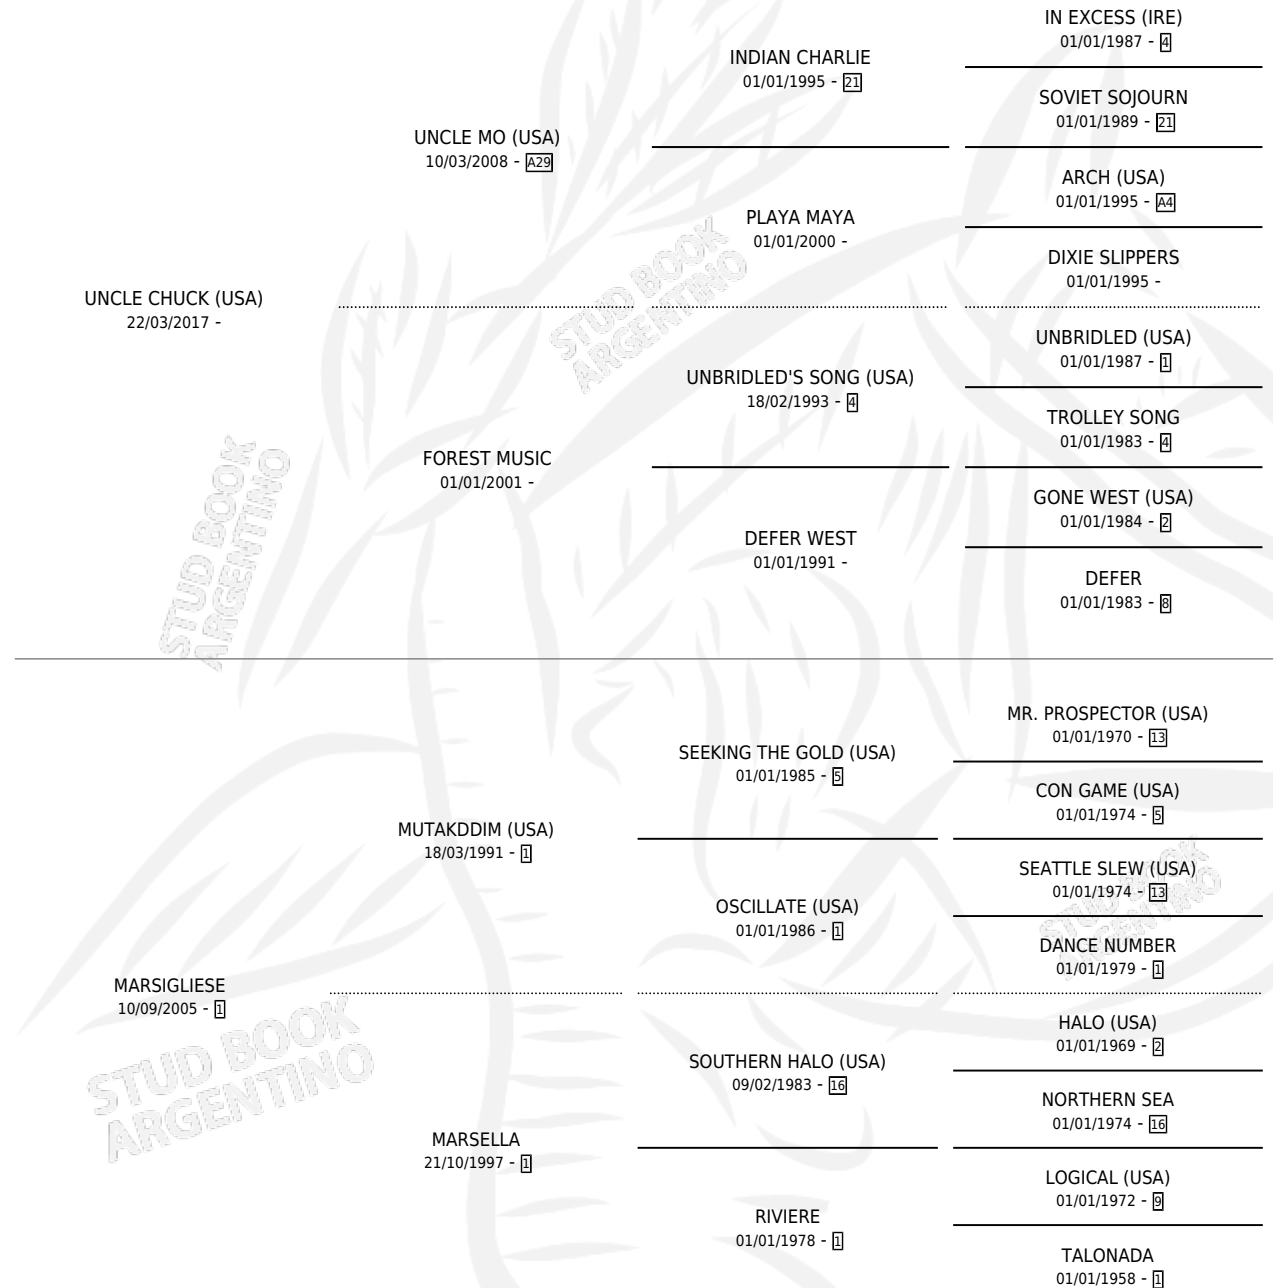 IN EXCESS (IRE)
01/01/1987 - 4
INDIAN CHARLIE
01/01/1995 - 21
SOVIET SOJOURN
01/01/1989 - 21
UNCLE MO (USA)
10/03/2008 - A29
ARCH (USA)
01/01/1995 - A4
PLAYA MAYA
01/01/2000 -
DIXIE SLIPPERS
01/01/1995 -
UNCLE CHUCK (USA)
22/03/2017 -
UNBRIDLED (USA)
01/01/1987 - 1
UNBRIDLED'S SONG (USA)
18/02/1993 - 4
TROLLEY SONG
01/01/1983 - 4
FOREST MUSIC
01/01/2001 -
GONE WEST (USA)
01/01/1984 - 2
DEFER WEST
01/01/1991 -
DEFER
01/01/1983 - 8
MR. PROSPECTOR (USA)
01/01/1970 - 13
SEEKING THE GOLD (USA)
01/01/1985 - 5
CON GAME (USA)
01/01/1974 - 5
MUTAKDDIM (USA)
18/03/1991 - 1
SEATTLE SLEW (USA)
01/01/1974 - 13
OSCILLATE (USA)
01/01/1986 - 1
DANCE NUMBER
01/01/1979 - 1
MARSIGLIESE
10/09/2005 - 1
HALO (USA)
01/01/1969 - 2
SOUTHERN HALO (USA)
09/02/1983 - 16
NORTHERN SEA
01/01/1974 - 16
MARSELLA
21/10/1997 - 1
LOGICAL (USA)
01/01/1972 - 9
RIVIERE
01/01/1978 - 1
TALONADA
01/01/1958 - 1
STUD BOOK
ARGENTINO
STUD BOOK
ARGENTINO
STUD BOOK
ARGENTINO
STUD BOOK
ARGENTINO